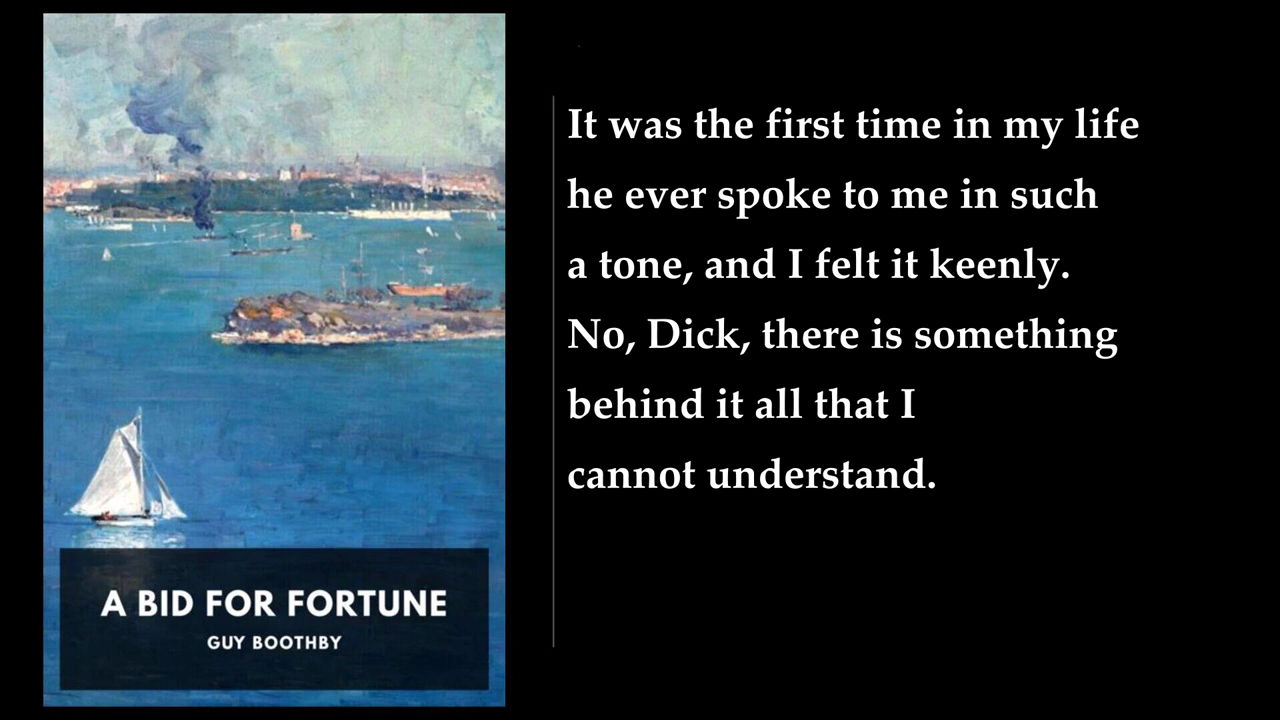 It was the first time in my life
he ever spoke to me in such
a tone, and I felt it keenly.
No, Dick, there is something
behind it all that I
cannot understand.
A BID FOR FORTUNE
GUY BOOTHBY